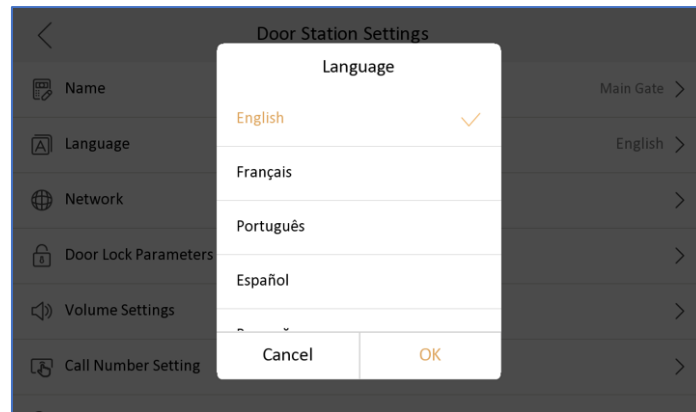 Door Station Settings
Language
Name
Main Gate
English
Language
English
Français
Network
Português
Door Lock Parameters
Español
Volume Settings
Cancel
OK
Call Number Setting